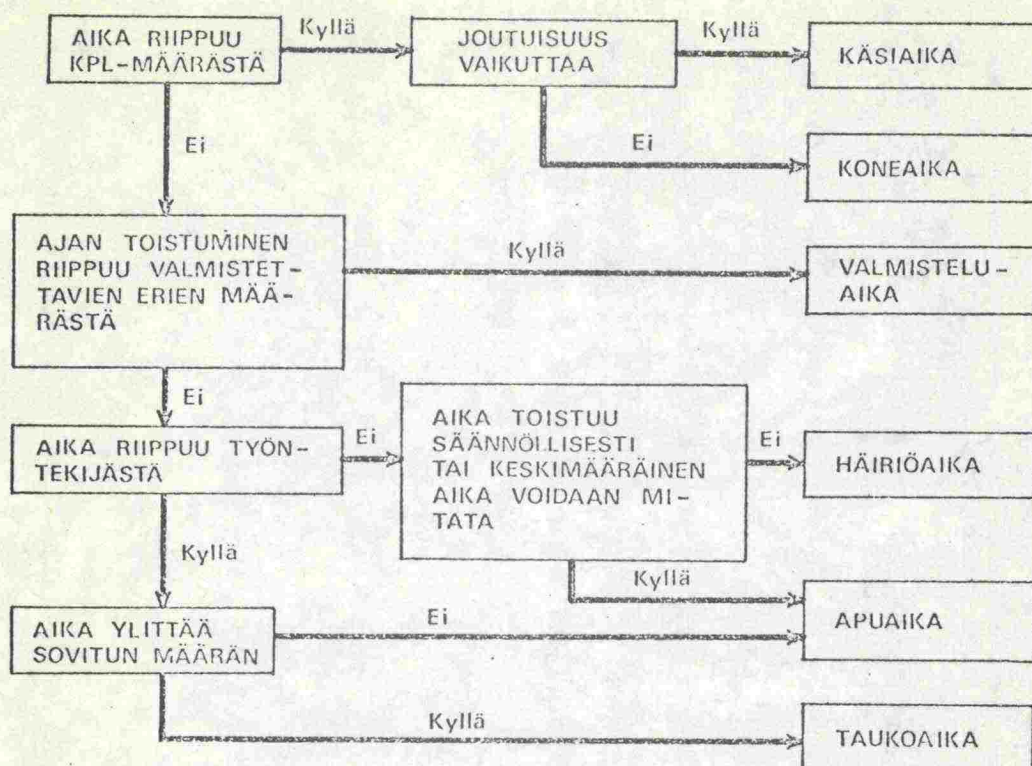 AIKA RIIPPUU
KPL-MÄÄRÄSTÄ
Kyllä
JOUTUISUUS
VAIKUTTAA
Kyllä
KÄSIAIKA
Ei
Ei
KONEAIKA
AJAN TOISTUMINEN
RIIPPUU VALMISTET-
TAVIEN ERIEN MÄÄ-
RÄSTÄ
Kyllä
VALMISTELU-
AIKA
Ei
AIKA RIIPPUU TYÖN-
TEKIJÄSTÄ
Ei
AIKA TOISTUU
SÄÄNNÖLLISESTI
TAI KESKIMÄÄRÄINEN
AIKA VOIDAAN MI-
TATA
Ei
HÄIRIÖAIKA
Kyllä
Kyllä
AIKA YLITTÄÄ
SOVITUN MÄÄRÄN
Ei
APUAIKA
Kyllä
TAUKOAIKA